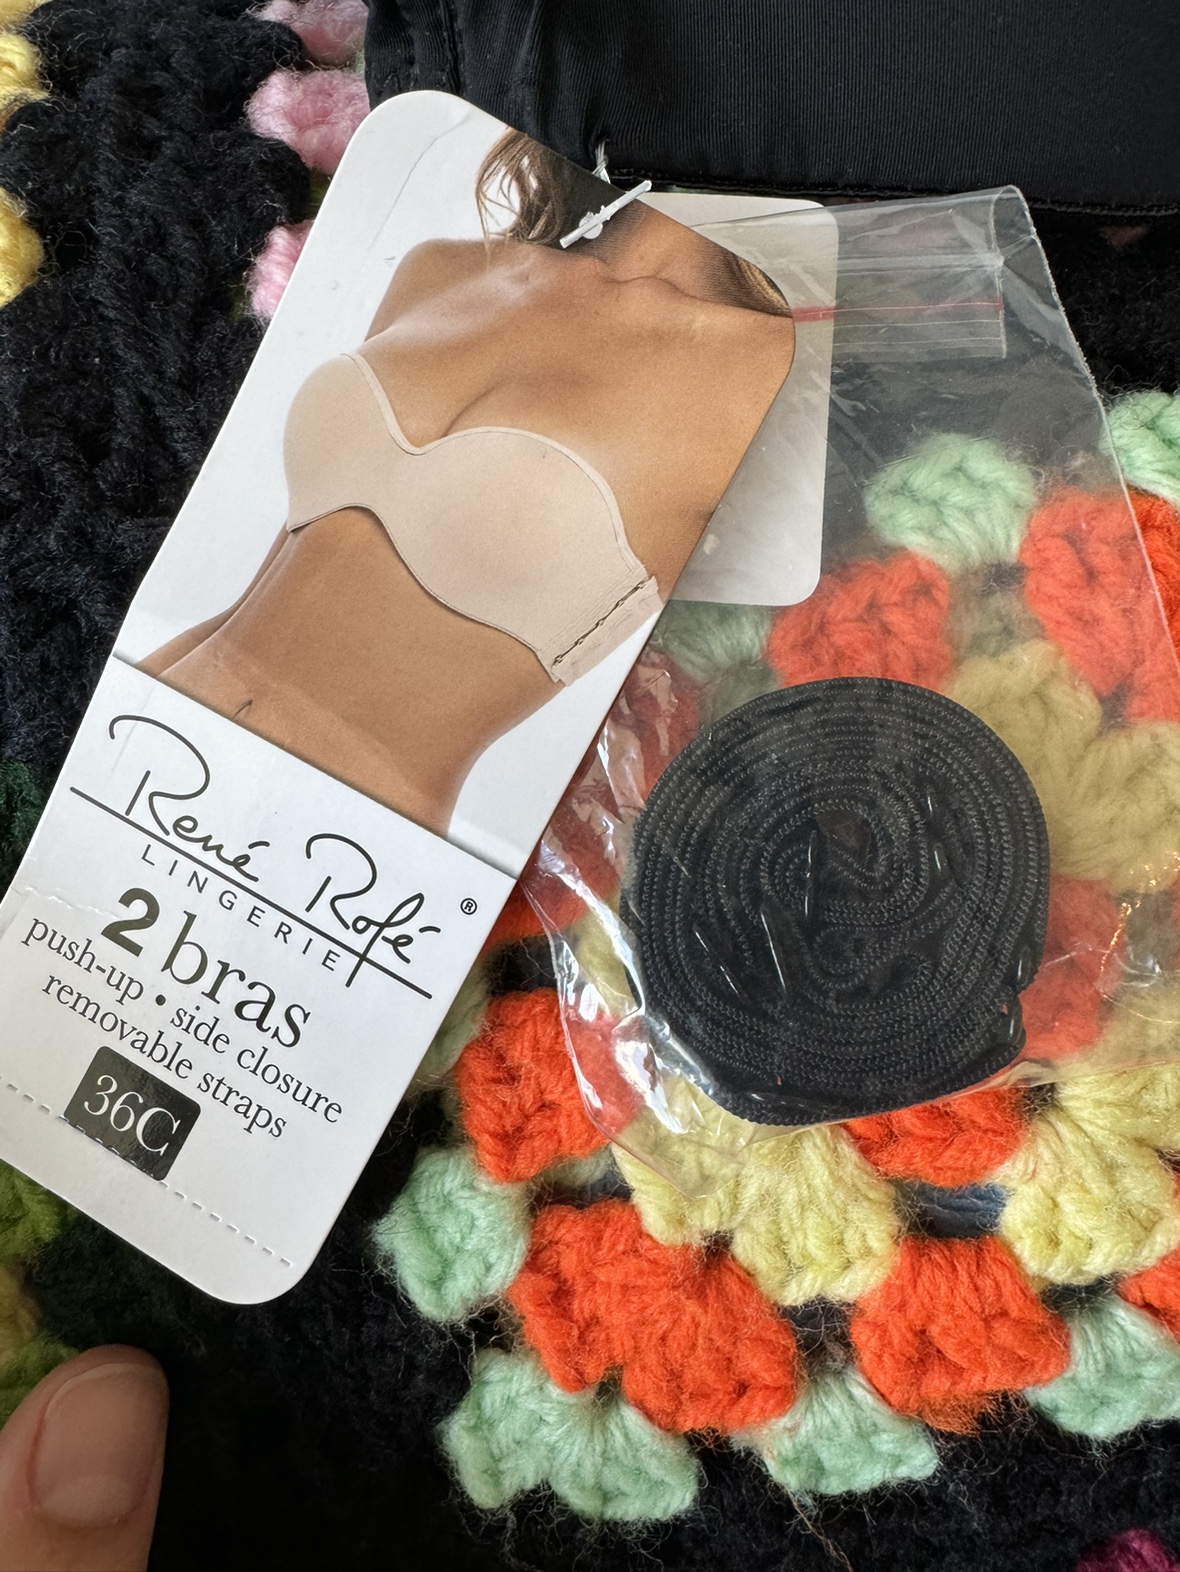 René Rofé®
LINGERIE
2 bras
push-up • side closure
removable straps
36C